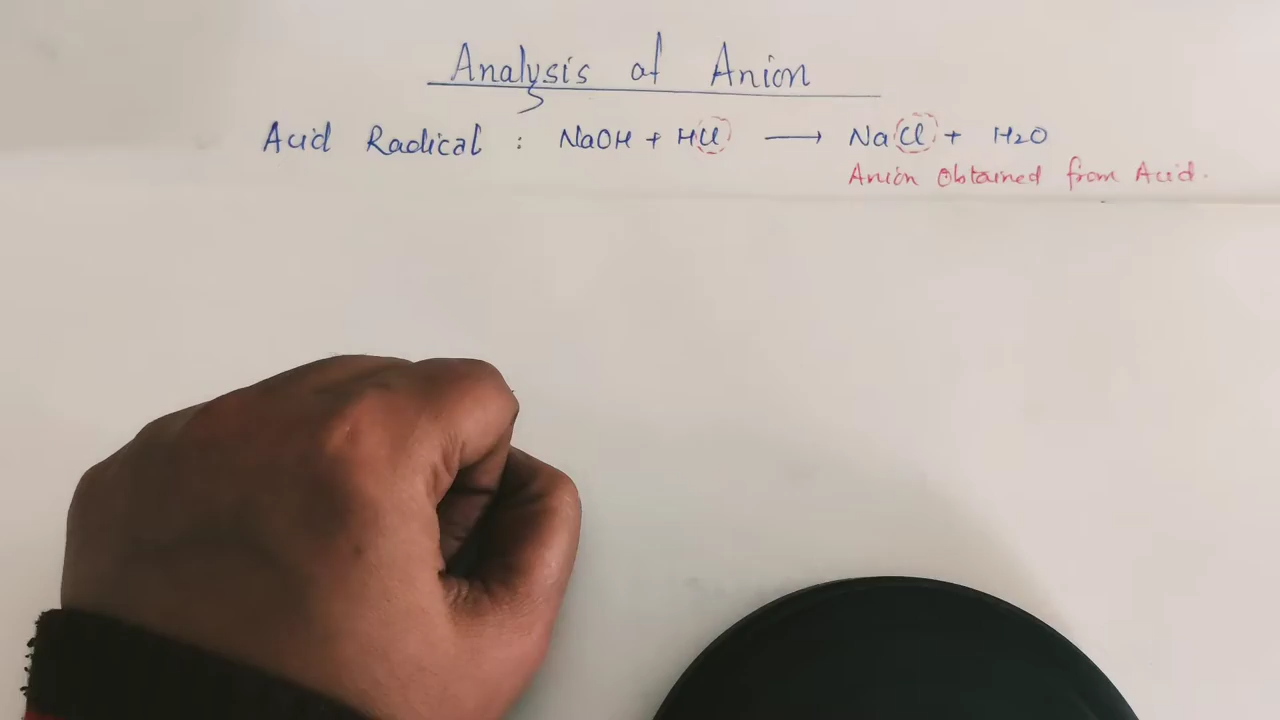 Analysis of Anion
Acid Radical : NaOH + HCl ⟶ NaCl + H2O
Anion Obtained from Acid.